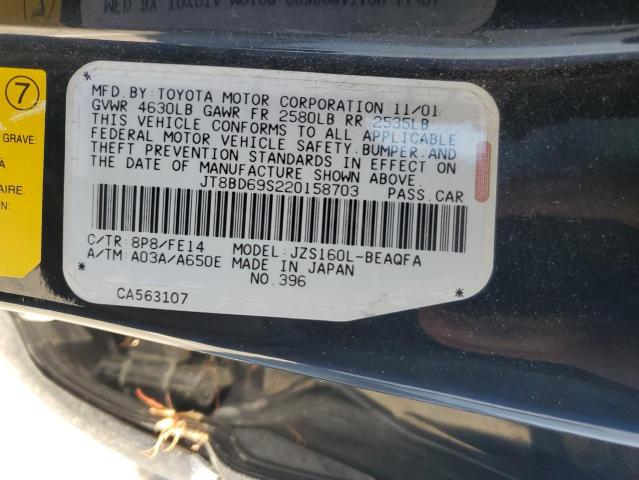 7
GRAVE:
À
AIRE.
MFD. BY: TOYOTA MOTOR CORPORATION 11/01
GVWR 4630LB GAWR FR 2580LB RR 2535LB
THIS VEHICLE CONFORMS TO ALL APPLICABLE
FEDERAL MOTOR VEHICLE SAFETY, BUMPER, AND
THEFT PREVENTION STANDARDS IN EFFECT ON
THE DATE OF MANUFACTURE SHOWN ABOVE.
JT8BD69S220158703 PASS. CAR
C/TR: 8P8/FE14 MODEL: JZS160L-BEAQFA
A/TM: A03A/A650E MADE IN JAPAN
NO. 396
CA563107